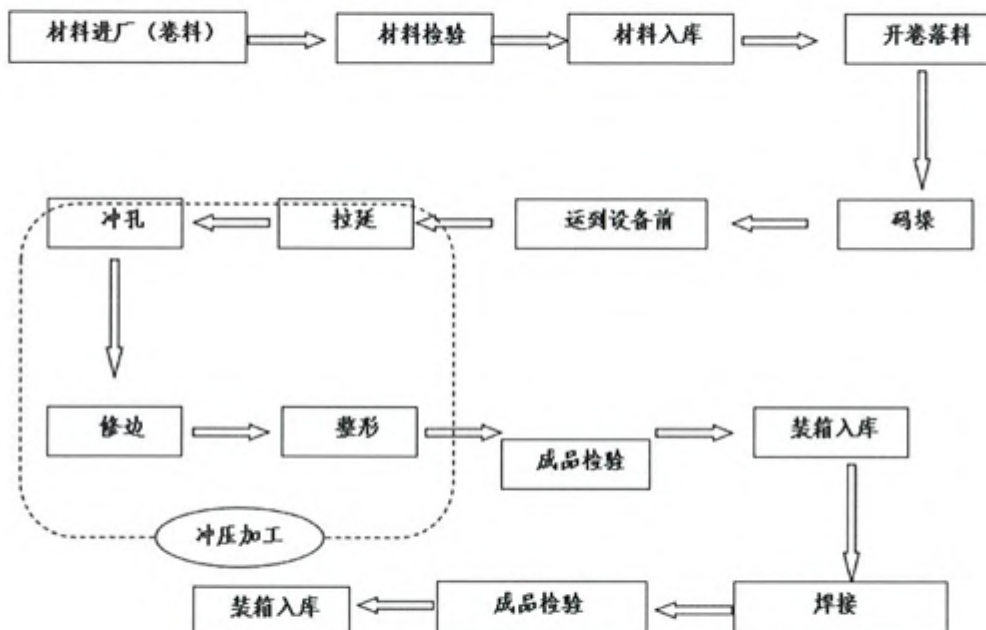 材料进厂（卷料）
材料检验
材料入库
开卷落料
码垛
运到设备前
拉延
冲孔
修边
整形
成品检验
装箱入库
焊接
成品检验
装箱入库
冲压加工